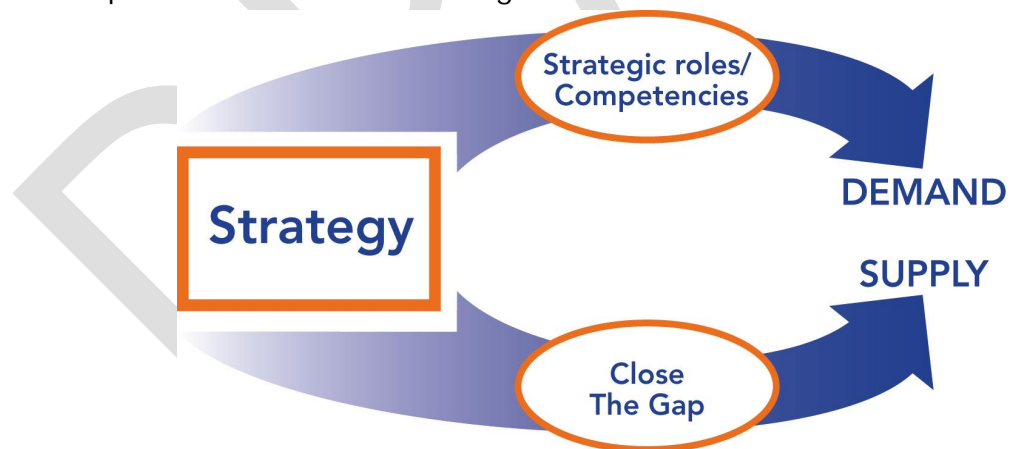 Strategic roles/
Competencies
DEMAND
Strategy
SUPPLY
Close
The Gap